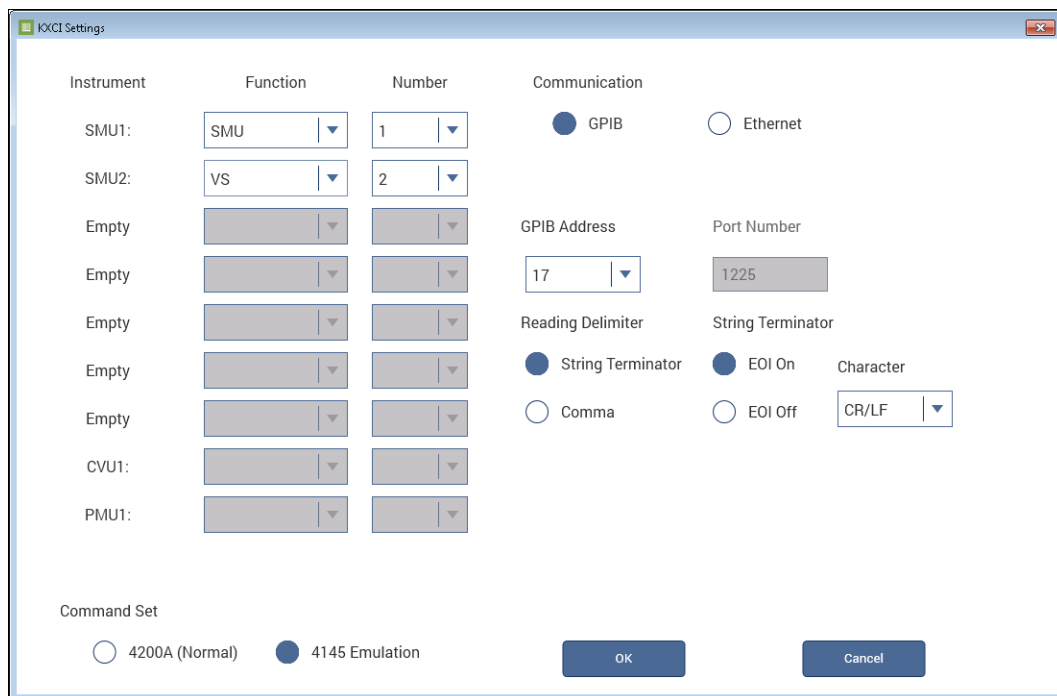 KXCI Settings
Instrument Function Number Communication
SMU1: SMU 1 GPIB Ethernet
SMU2: VS 2
Empty GPIB Address Port Number
Empty 17 1225
Empty Reading Delimiter String Terminator
Empty String Terminator EOI On Character
Empty Comma EOI Off CR/LF
CVU1:
PMU1:
Command Set
4200A (Normal) 4145 Emulation OK Cancel